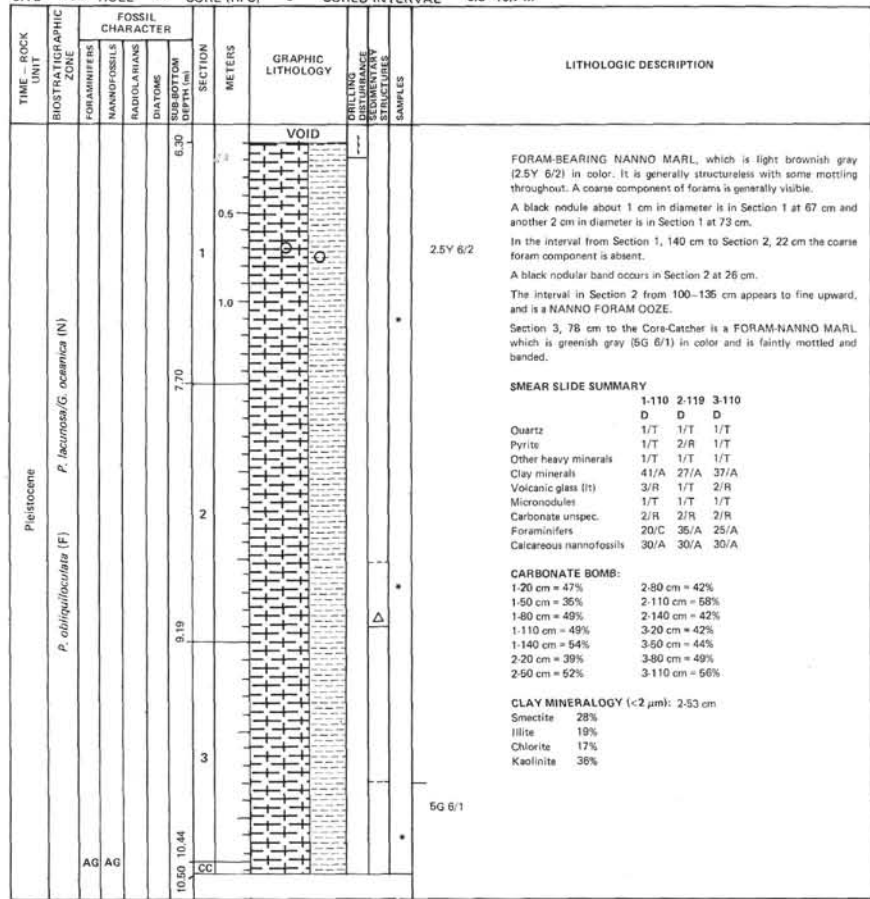 TIME – ROCK UNIT
BIOSTRATIGRAPHIC ZONE
FOSSIL CHARACTER
FORAMINIFERS
NANNOFOSSILS
RADIOLARIANS
DIATOMS
SUB-BOTTOM DEPTH (m)
SECTION
METERS
GRAPHIC LITHOLOGY
DRILLING DISTURBANCE
SEDIMENTARY STRUCTURES
SAMPLES
LITHOLOGIC DESCRIPTION
Pleistocene
P. obliquiloculata (F)
P. lacunosa/G. oceanica (N)
AG AG
6.30
7.70
9.19
10.44
10.50
1
2
3
CC
0.5
1.0
VOID
2.5Y 6/2
5G 6/1
FORAM-BEARING NANNO MARL, which is light brownish gray
(2.5Y 6/2) in color. It is generally structureless with some mottling
throughout. A coarse component of forams is generally visible.
A black nodule about 1 cm in diameter is in Section 1 at 67 cm and
another 2 cm in diameter is in Section 1 at 73 cm.
In the interval from Section 1, 140 cm to Section 2, 22 cm the coarse
foram component is absent.
A black nodular band occurs in Section 2 at 26 cm.
The interval in Section 2 from 100–135 cm appears to fine upward,
and is a NANNO FORAM OOZE.
Section 3, 78 cm to the Core-Catcher is a FORAM-NANNO MARL
which is greenish gray (5G 6/1) in color and is faintly mottled and
banded.
SMEAR SLIDE SUMMARY
1-110 2-119 3-110
D D D
Quartz 1/T 1/T 1/T
Pyrite 1/T 2/R 1/T
Other heavy minerals 1/T 1/T 1/T
Clay minerals 41/A 27/A 37/A
Volcanic glass (lt) 3/R 1/T 2/R
Micronodules 1/T 1/T 1/T
Carbonate unspec. 2/R 2/R 2/R
Foraminifers 20/C 35/A 25/A
Calcareous nannofossils 30/A 30/A 30/A
CARBONATE BOMB:
1-20 cm = 47% 2-80 cm = 42%
1-50 cm = 35% 2-110 cm = 58%
1-80 cm = 49% 2-140 cm = 42%
1-110 cm = 49% 3-20 cm = 42%
1-140 cm = 54% 3-50 cm = 44%
2-20 cm = 39% 3-80 cm = 49%
2-50 cm = 52% 3-110 cm = 56%
CLAY MINERALOGY (<2 μm): 2-53 cm
Smectite 28%
Illite 19%
Chlorite 17%
Kaolinite 36%